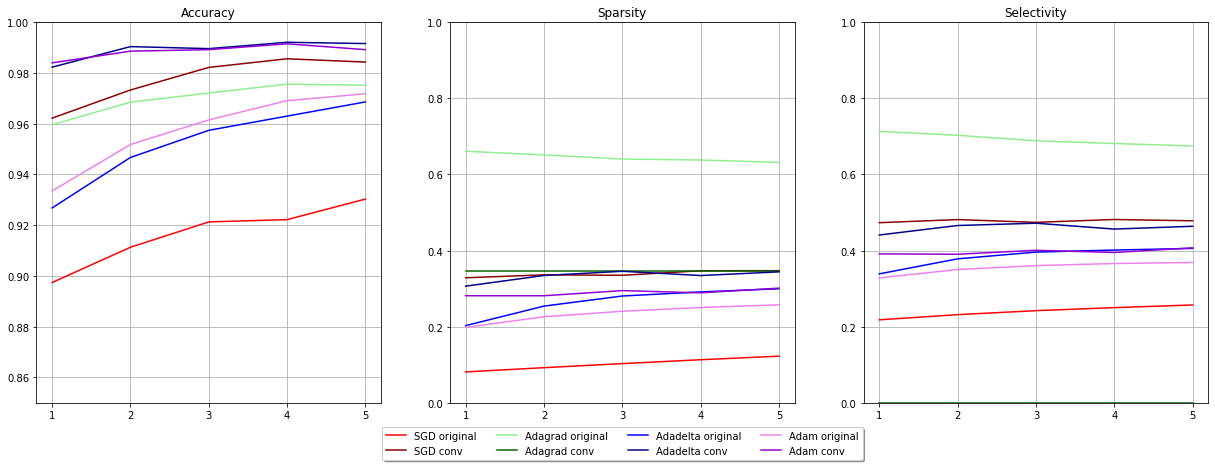 Accuracy
1.00
0.98
0.96
0.94
0.92
0.90
0.88
0.86
1 2 3 4 5
Sparsity
1.0
0.8
0.6
0.4
0.2
0.0
1 2 3 4 5
Selectivity
1.0
0.8
0.6
0.4
0.2
0.0
1 2 3 4 5
SGD original Adagrad original Adadelta original Adam original
SGD conv Adagrad conv Adadelta conv Adam conv